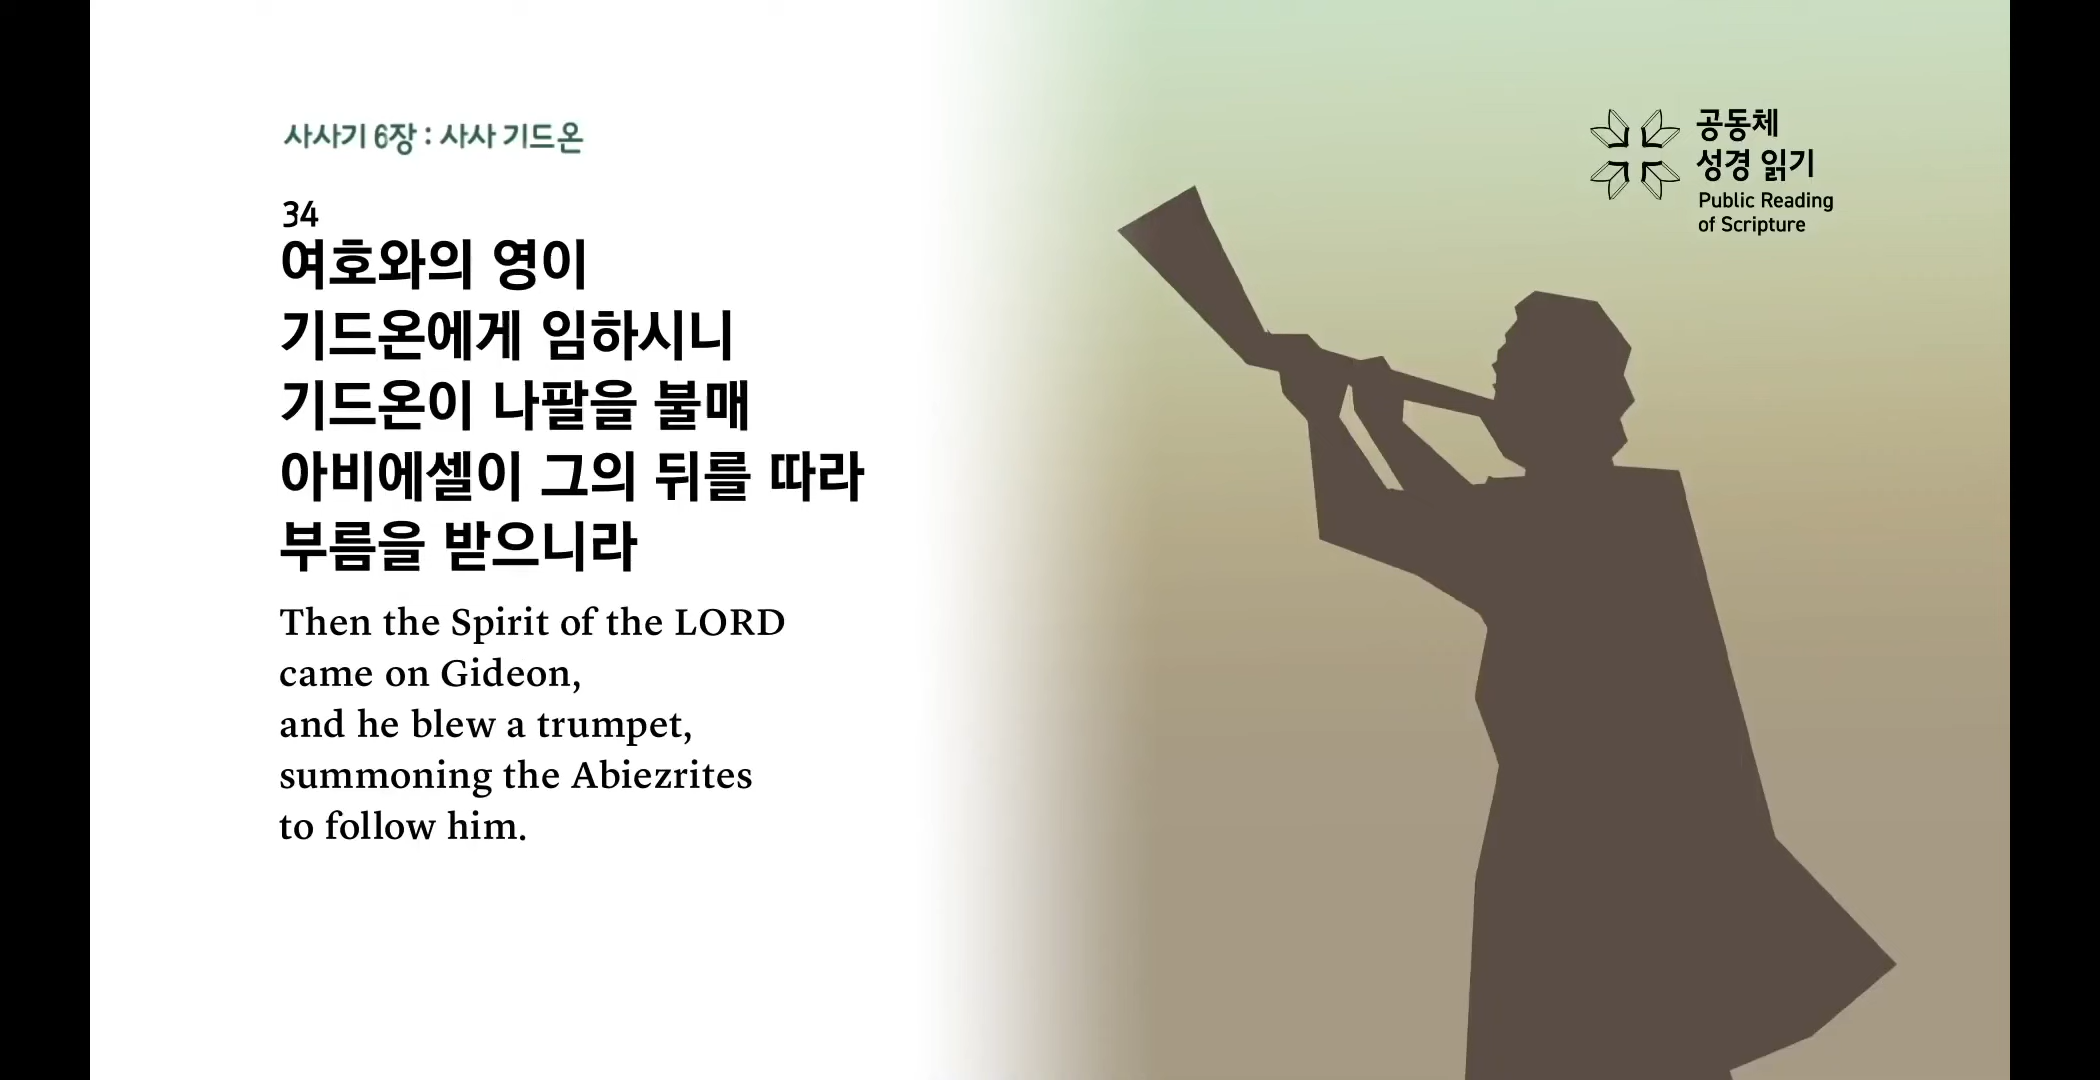 사사기 6장 : 사사 기드온
34
여호와의 영이
기드온에게 임하시니
기드온이 나팔을 불매
아비에셀이 그의 뒤를 따라
부름을 받으니라
Then the Spirit of the LORD
came on Gideon,
and he blew a trumpet,
summoning the Abiezrites
to follow him.
공동체
성경 읽기
Public Reading
of Scripture